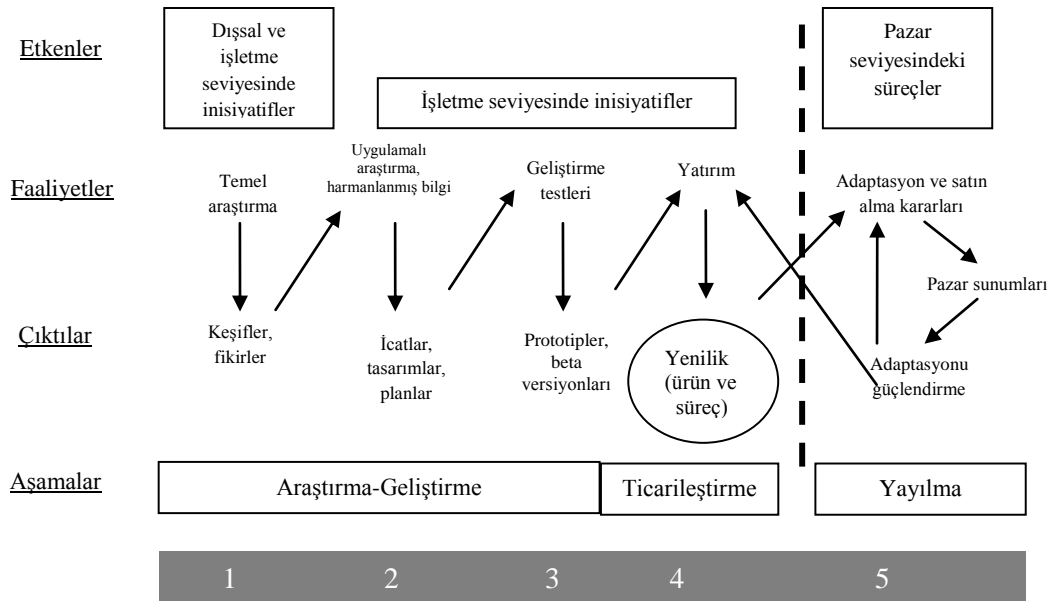 Etkenler
Dışsal ve
işletme
seviyesinde
inisiyatifler
İşletme seviyesinde inisiyatifler
Pazar
seviyesindeki
süreçler
Faaliyetler
Temel
araştırma
Uygulamalı
araştırma,
harmanlanmış bilgi
Geliştirme
testleri
Yatırım
Adaptasyon ve satın
alma kararları
Pazar sunumları
Çıktılar
Keşifler,
fikirler
İcatlar,
tasarımlar,
planlar
Prototipler,
beta
versiyonları
Yenilik
(ürün ve
süreç)
Adaptasyonu
güçlendirme
Aşamalar
Araştırma-Geliştirme
Ticarileştirme
Yayılma
1 2 3 4 5